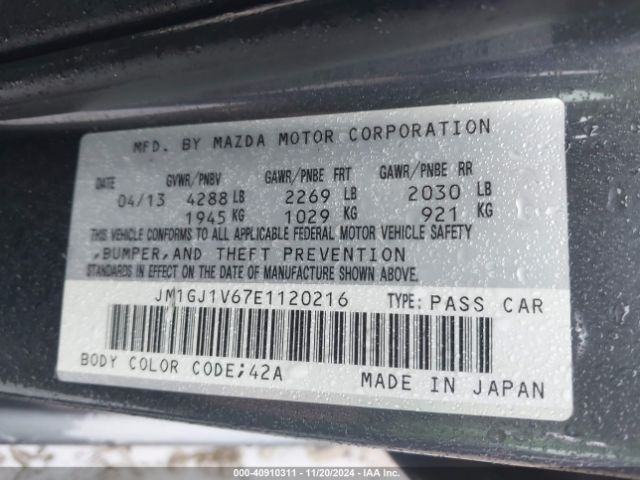 MFD. BY MAZDA MOTOR CORPORATION
DATE GVWR/PNBV GAWR/PNBE FRT GAWR/PNBE RR
04/13 4288 LB 2269 LB 2030 LB
1945 KG 1029 KG 921 KG
THIS VEHICLE CONFORMS TO ALL APPLICABLE FEDERAL MOTOR VEHICLE SAFETY
,BUMPER,AND THEFT PREVENTION
STANDARDS IN EFFECT ON THE DATE OF MANUFACTURE SHOWN ABOVE.
JM1GJ1V67E1120216 TYPE: PASS CAR
BODY COLOR CODE;42A MADE IN JAPAN
000-40910311 - 11/20/2024 - IAA Inc.